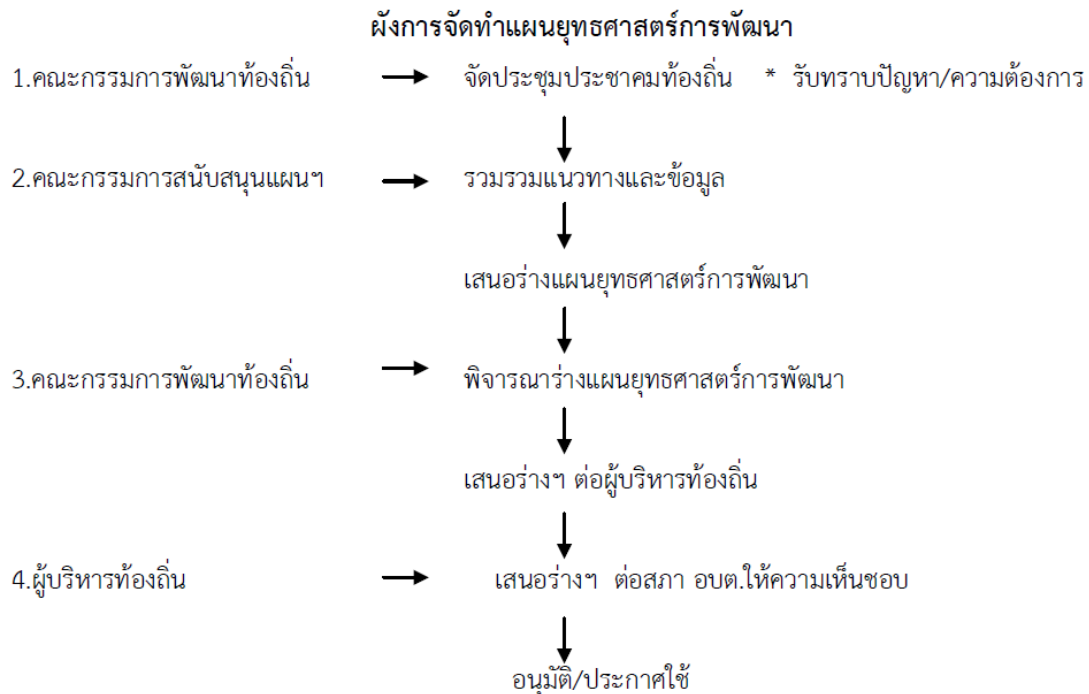 ผังการจัดทำแผนยุทธศาสตร์การพัฒนา
1.คณะกรรมการพัฒนาท้องถิ่น → จัดประชุมประชาคมท้องถิ่น * รับทราบปัญหา/ความต้องการ
2.คณะกรรมการสนับสนุนแผนฯ → รวมรวมแนวทางและข้อมูล
เสนอร่างแผนยุทธศาสตร์การพัฒนา
3.คณะกรรมการพัฒนาท้องถิ่น → พิจารณาร่างแผนยุทธศาสตร์การพัฒนา
เสนอร่างฯ ต่อผู้บริหารท้องถิ่น
4.ผู้บริหารท้องถิ่น → เสนอร่างฯ ต่อสภา อบต.ให้ความเห็นชอบ
อนุมัติ/ประกาศใช้